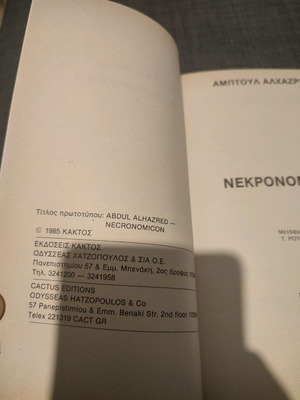 Τίτλος πρωτοτύπου: ABDUL ALHAZRED —
NECRONOMICON
© 1985 ΚΑΚΤΟΣ
ΕΚΔΟΣΕΙΣ ΚΑΚΤΟΣ
ΟΔΥΣΣΕΑΣ ΧΑΤΖΟΠΟΥΛΟΣ & ΣΙΑ Ο.Ε.
Πανεπιστημίου 57 & Εμμ. Μπενάκη, 2ος όροφος
Τηλ. 3241200 — 3241958
CACTUS EDITIONS
ODYSSEAS HATZOPOULOS & Co
57 Panepistimiou & Emm. Benaki Str. 2nd floor
Telex 221319 CACT GR
ΑΜΠΤΟΥΛ